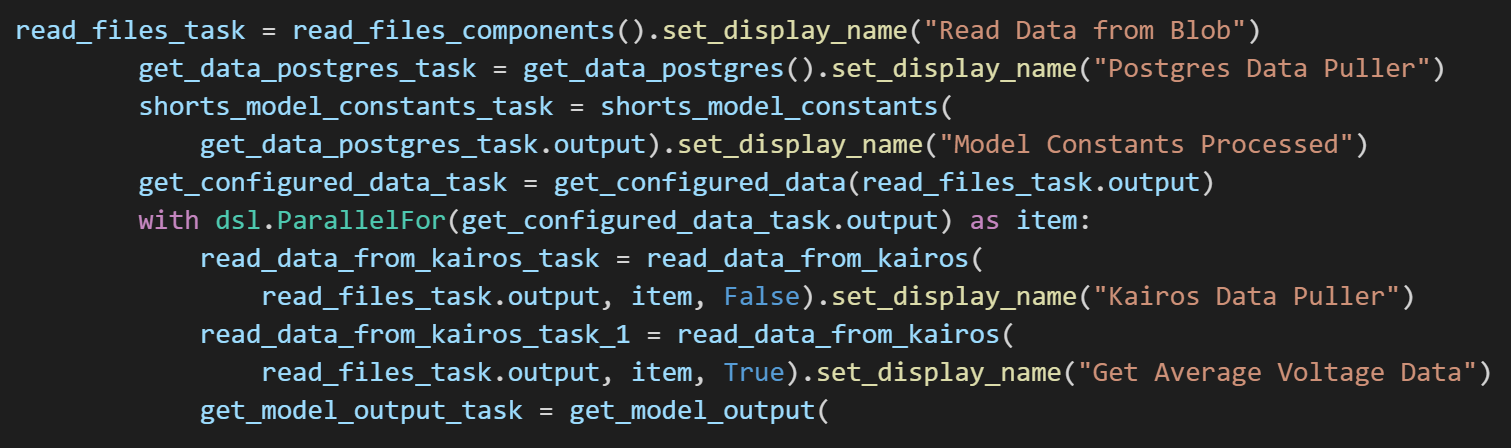 read_files_task = read_files_components().set_display_name("Read Data from Blob")
        get_data_postgres_task = get_data_postgres().set_display_name("Postgres Data Puller")
        shorts_model_constants_task = shorts_model_constants(
            get_data_postgres_task.output).set_display_name("Model Constants Processed")
        get_configured_data_task = get_configured_data(read_files_task.output)
        with dsl.ParallelFor(get_configured_data_task.output) as item:
            read_data_from_kairos_task = read_data_from_kairos(
                read_files_task.output, item, False).set_display_name("Kairos Data Puller")
            read_data_from_kairos_task_1 = read_data_from_kairos(
                read_files_task.output, item, True).set_display_name("Get Average Voltage Data")
            get_model_output_task = get_model_output(